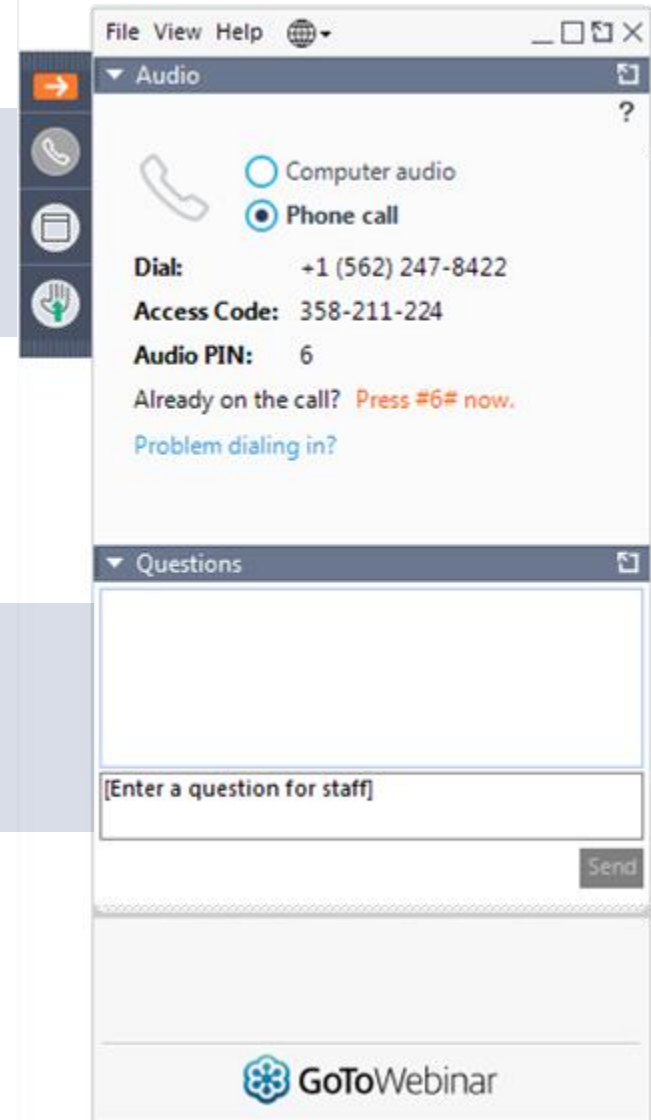 File View Help
Audio
?
Computer audio
Phone call
Dial: +1 (562) 247-8422
Access Code: 358-211-224
Audio PIN: 6
Already on the call? Press #6# now.
Problem dialing in?
Questions
[Enter a question for staff]
Send
GoToWebinar